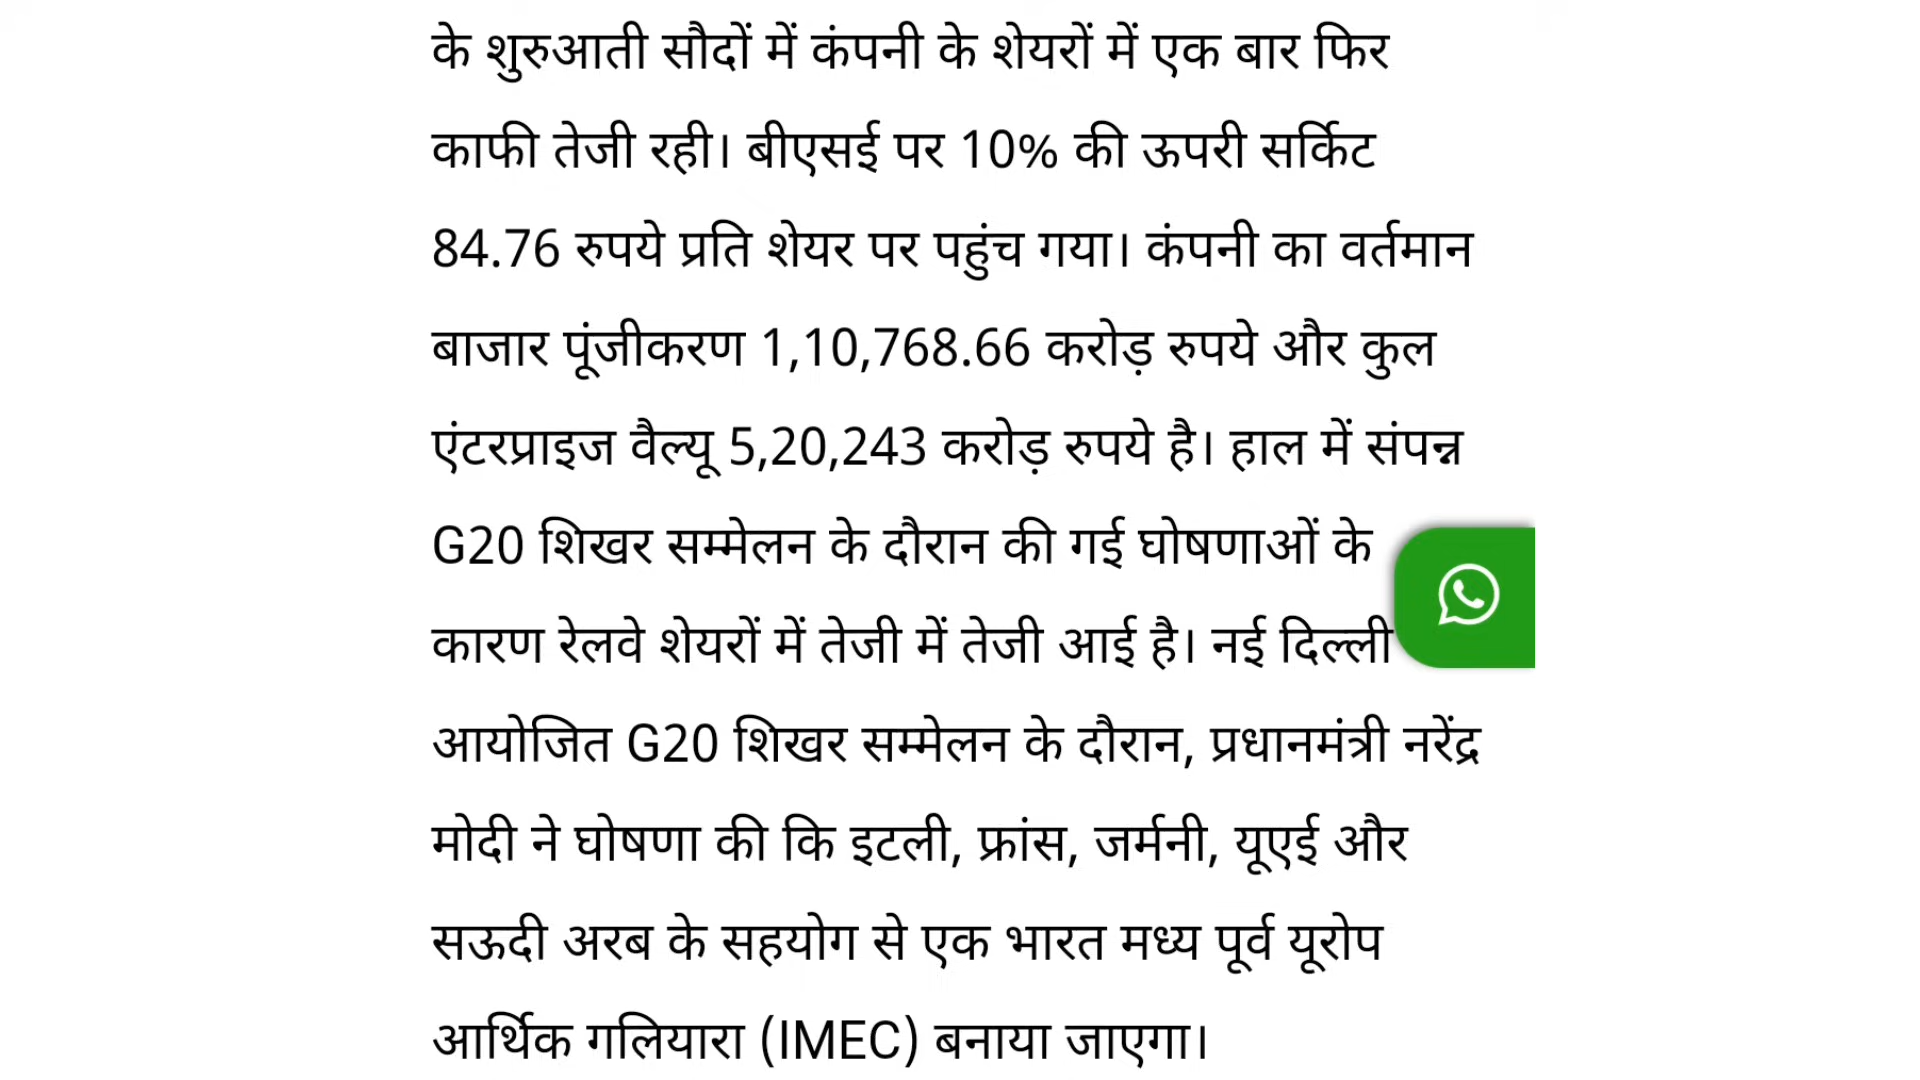 के शुरुआती सौदों में कंपनी के शेयरों में एक बार फिर
काफी तेजी रही। बीएसई पर 10% की ऊपरी सर्किट
84.76 रुपये प्रति शेयर पर पहुंच गया। कंपनी का वर्तमान
बाजार पूंजीकरण 1,10,768.66 करोड़ रुपये और कुल
एंटरप्राइज वैल्यू 5,20,243 करोड़ रुपये है। हाल में संपन्न
G20 शिखर सम्मेलन के दौरान की गई घोषणाओं के
कारण रेलवे शेयरों में तेजी में तेजी आई है। नई दिल्ली
आयोजित G20 शिखर सम्मेलन के दौरान, प्रधानमंत्री नरेंद्र
मोदी ने घोषणा की कि इटली, फ्रांस, जर्मनी, यूएई और
सऊदी अरब के सहयोग से एक भारत मध्य पूर्व यूरोप
आर्थिक गलियारा (IMEC) बनाया जाएगा।